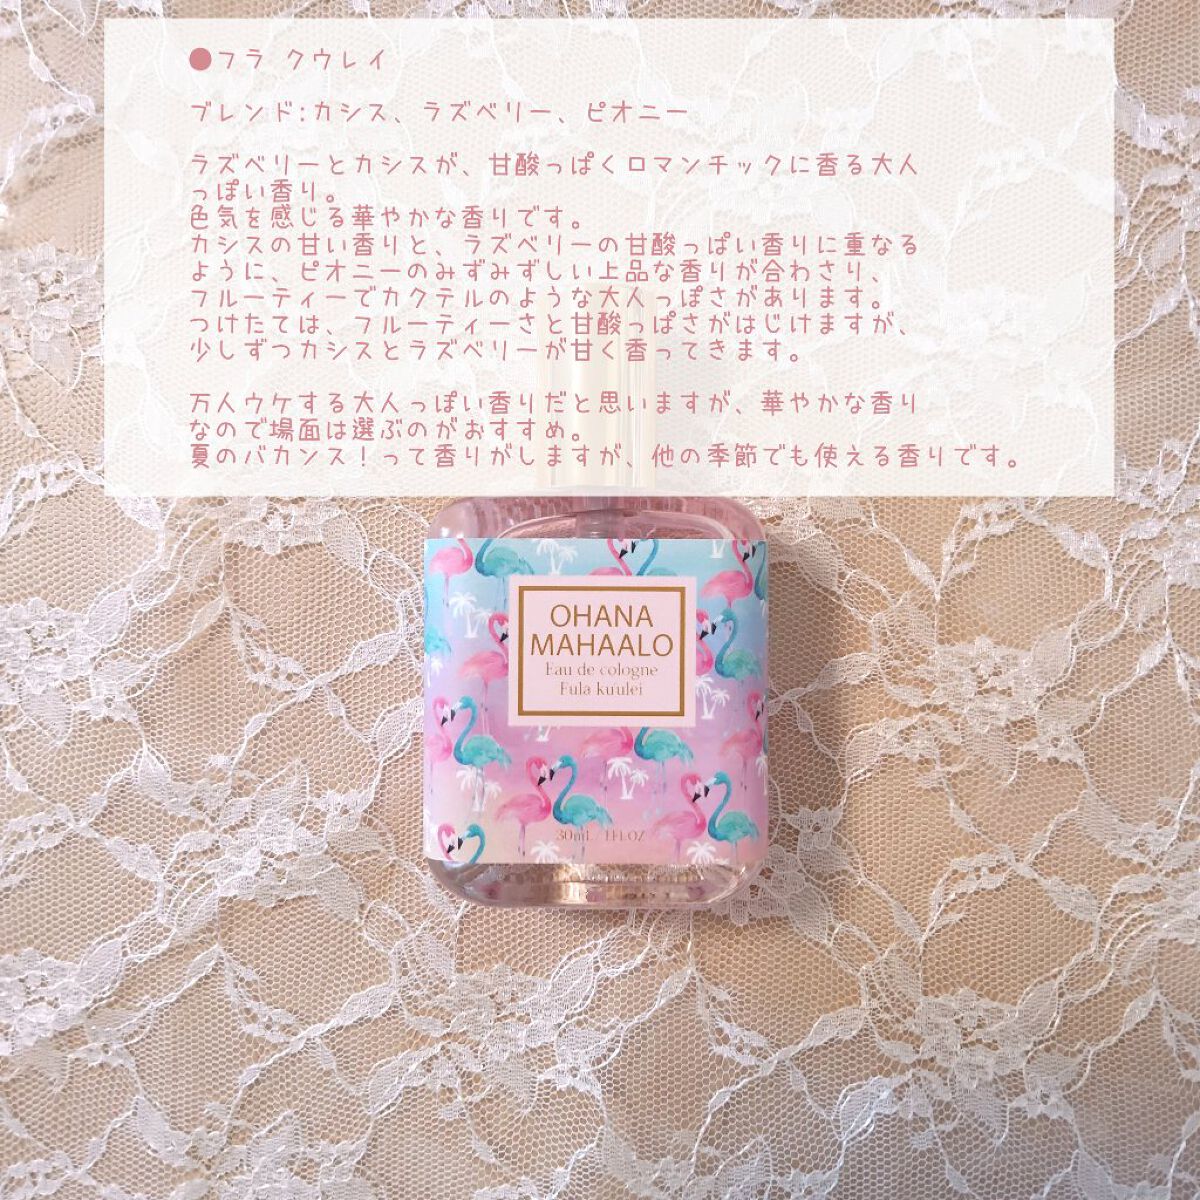 ●フラ クウレイ
ブレンド:カシス、ラズベリー、ピオニー
ラズベリーとカシスが、甘酸っぱくロマンチックに香る大人
っぽい香り。
色気を感じる華やかな香りです。
カシスの甘い香りと、ラズベリーの甘酸っぱい香りに重なる
ように、ピオニーのみずみずしい上品な香りが合わさり、
フルーティーでカクテルのような大人っぽさがあります。
つけたては、フルーティーさと甘酸っぱさがはじけますが、
少しずつカシスとラズベリーが甘く香ってきます。
万人ウケする大人っぽい香りだと思いますが、華やかな香り
なので場面は選ぶのがおすすめ。
夏のバカンス！って香りがしますが、他の季節でも使える香りです。
OHANA
MAHAALO
Eau de cologne
Fula ku'ulei
30mL / 1FL.OZ